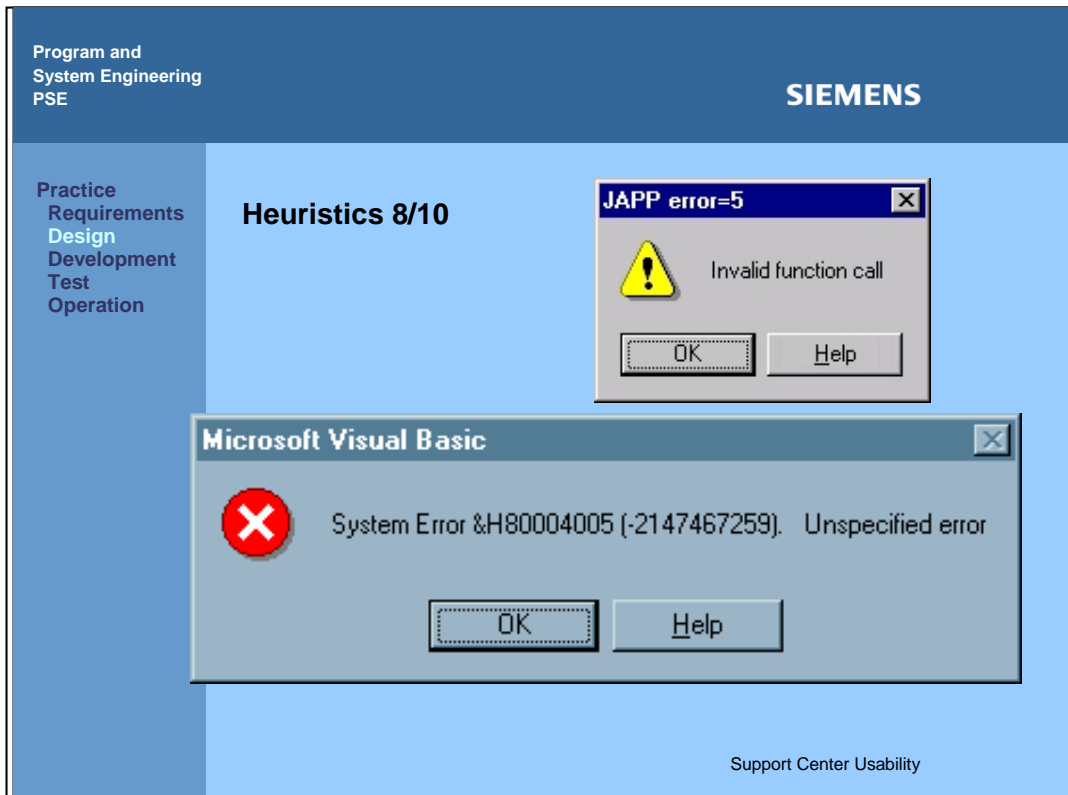 Program and
System Engineering
PSE
SIEMENS
Practice
Requirements
Design
Development
Test
Operation
Heuristics 8/10
JAPP error=5
Invalid function call
OK Help
Microsoft Visual Basic
System Error &H80004005 (-2147467259). Unspecified error
OK Help
Support Center Usability